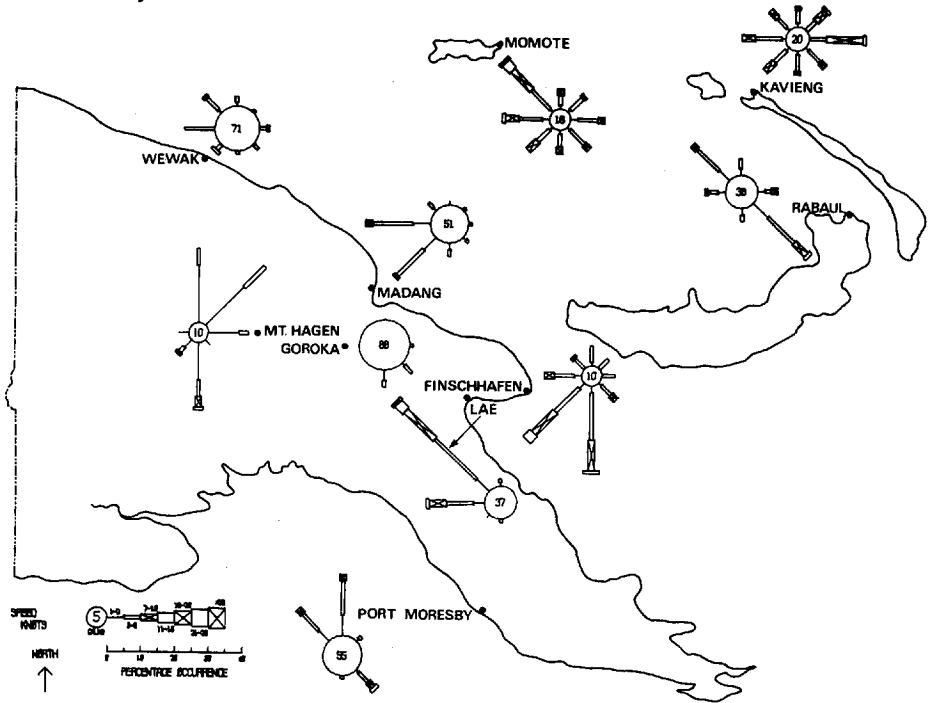 MOMOTE
20
KAVIENG
18
71
WEWAK
38
RABAUL
51
MADANG
10
MT. HAGEN
GOROKA
88
10
FINSCHHAFEN
LAE
37
PORT MORESBY
55
SPEED
KNOTS
5
CALM
NORTH
PERCENTAGE OCCURRENCE